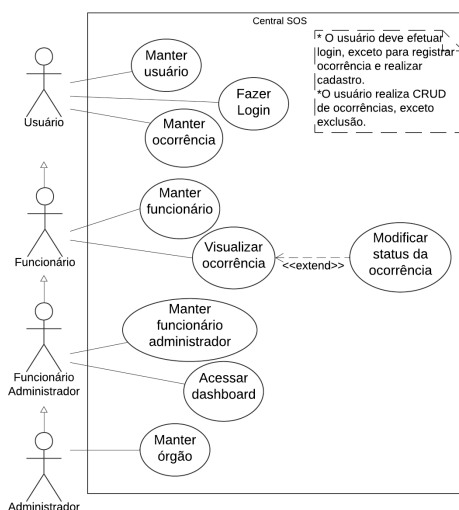 Central SOS
* O usuário deve efetuar
login, exceto para registrar
ocorrência e realizar
cadastro.
*O usuário realiza CRUD
de ocorrências, exceto
exclusão.
Manter
usuário
Fazer
Login
Usuário
Manter
ocorrência
Manter
funcionário
Funcionário
Visualizar
ocorrência
<<extend>>
Modificar
status da
ocorrência
Manter
funcionário
administrador
Funcionário
Administrador
Acessar
dashboard
Manter
órgão
Administrador